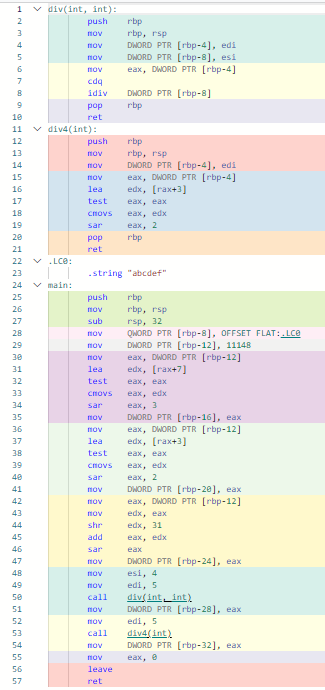 1 div(int, int):
2 push rbp
3 mov rbp, rsp
4 mov DWORD PTR [rbp-4], edi
5 mov DWORD PTR [rbp-8], esi
6 mov eax, DWORD PTR [rbp-4]
7 cdq
8 idiv DWORD PTR [rbp-8]
9 pop rbp
10 ret
11 div4(int):
12 push rbp
13 mov rbp, rsp
14 mov DWORD PTR [rbp-4], edi
15 mov eax, DWORD PTR [rbp-4]
16 lea edx, [rax+3]
17 test eax, eax
18 cmovs eax, edx
19 sar eax, 2
20 pop rbp
21 ret
22 .LC0:
23 .string "abcdef"
24 main:
25 push rbp
26 mov rbp, rsp
27 sub rsp, 32
28 mov QWORD PTR [rbp-8], OFFSET FLAT:.LC0
29 mov DWORD PTR [rbp-12], 11148
30 mov eax, DWORD PTR [rbp-12]
31 lea edx, [rax+7]
32 test eax, eax
33 cmovs eax, edx
34 sar eax, 3
35 mov DWORD PTR [rbp-16], eax
36 mov eax, DWORD PTR [rbp-12]
37 lea edx, [rax+3]
38 test eax, eax
39 cmovs eax, edx
40 sar eax, 2
41 mov DWORD PTR [rbp-20], eax
42 mov eax, DWORD PTR [rbp-12]
43 mov edx, eax
44 shr edx, 31
45 add eax, edx
46 sar eax
47 mov DWORD PTR [rbp-24], eax
48 mov esi, 4
49 mov edi, 5
50 call div(int, int)
51 mov DWORD PTR [rbp-28], eax
52 mov edi, 5
53 call div4(int)
54 mov DWORD PTR [rbp-32], eax
55 mov eax, 0
56 leave
57 ret